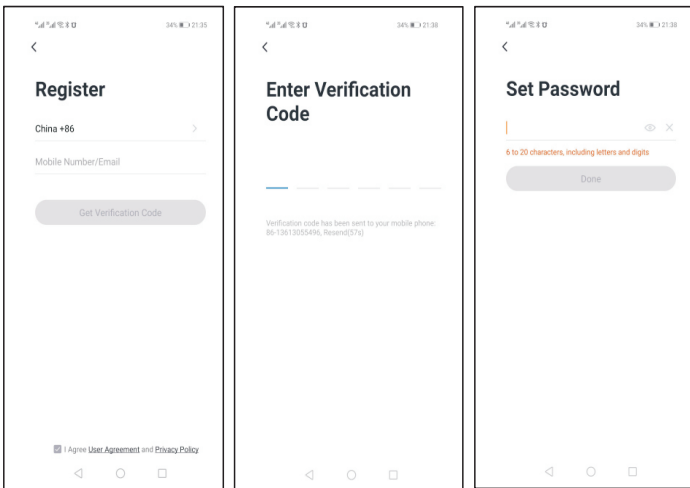 34% 21:35
Register
China +86
Mobile Number/Email
Get Verification Code
I Agree User Agreement and Privacy Policy
34% 21:38
Enter Verification
Code
Verification code has been sent to your mobile phone:
86-13613055496, Resend(57s)
34% 21:38
Set Password
6 to 20 characters, including letters and digits
Done